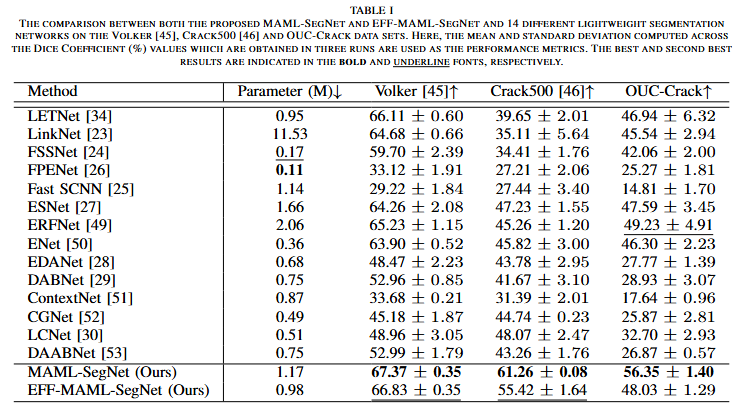 TABLE I
THE COMPARISON BETWEEN BOTH THE PROPOSED MAML-SEGNET AND EFF-MAML-SEGNET AND 14 DIFFERENT LIGHTWEIGHT SEGMENTATION
NETWORKS ON THE VOLKER [45], CRACK500 [46] AND OUC-CRACK DATA SETS. HERE, THE MEAN AND STANDARD DEVIATION COMPUTED ACROSS
THE DICE COEFFICIENT (%) VALUES WHICH ARE OBTAINED IN THREE RUNS ARE USED AS THE PERFORMANCE METRICS. THE BEST AND SECOND BEST
RESULTS ARE INDICATED IN THE BOLD AND UNDERLINE FONTS, RESPECTIVELY.
Method Parameter (M)↓ Volker [45]↑ Crack500 [46]↑ OUC-Crack↑
LETNet [34] 0.95 66.11 ± 0.60 39.65 ± 2.01 46.94 ± 6.32
LinkNet [23] 11.53 64.68 ± 0.66 35.11 ± 5.64 45.54 ± 2.94
FSSNet [24] 0.17 59.70 ± 2.39 34.41 ± 1.76 42.06 ± 2.00
FPENet [26] 0.11 33.12 ± 1.91 27.21 ± 2.06 25.27 ± 1.81
Fast SCNN [25] 1.14 29.22 ± 1.84 27.44 ± 3.40 14.81 ± 1.70
ESNet [27] 1.66 64.26 ± 2.08 47.23 ± 1.55 47.59 ± 3.45
ERFNet [49] 2.06 65.23 ± 1.15 45.26 ± 1.20 49.23 ± 4.91
ENet [50] 0.36 63.90 ± 0.52 45.82 ± 3.00 46.30 ± 2.23
EDANet [28] 0.68 48.47 ± 2.23 43.78 ± 2.95 27.77 ± 1.39
DABNet [29] 0.75 52.96 ± 0.85 41.67 ± 3.10 28.93 ± 3.07
ContextNet [51] 0.87 33.68 ± 0.21 31.39 ± 2.01 17.64 ± 0.96
CGNet [52] 0.49 45.18 ± 1.87 44.74 ± 0.23 25.87 ± 2.81
LCNet [30] 0.51 48.96 ± 3.05 48.07 ± 2.47 32.70 ± 2.93
DAABNet [53] 0.75 52.99 ± 1.79 43.26 ± 1.76 26.87 ± 0.57
MAML-SegNet (Ours) 1.17 67.37 ± 0.35 61.26 ± 0.08 56.35 ± 1.40
EFF-MAML-SegNet (Ours) 0.98 66.83 ± 0.35 55.42 ± 1.64 48.03 ± 1.29